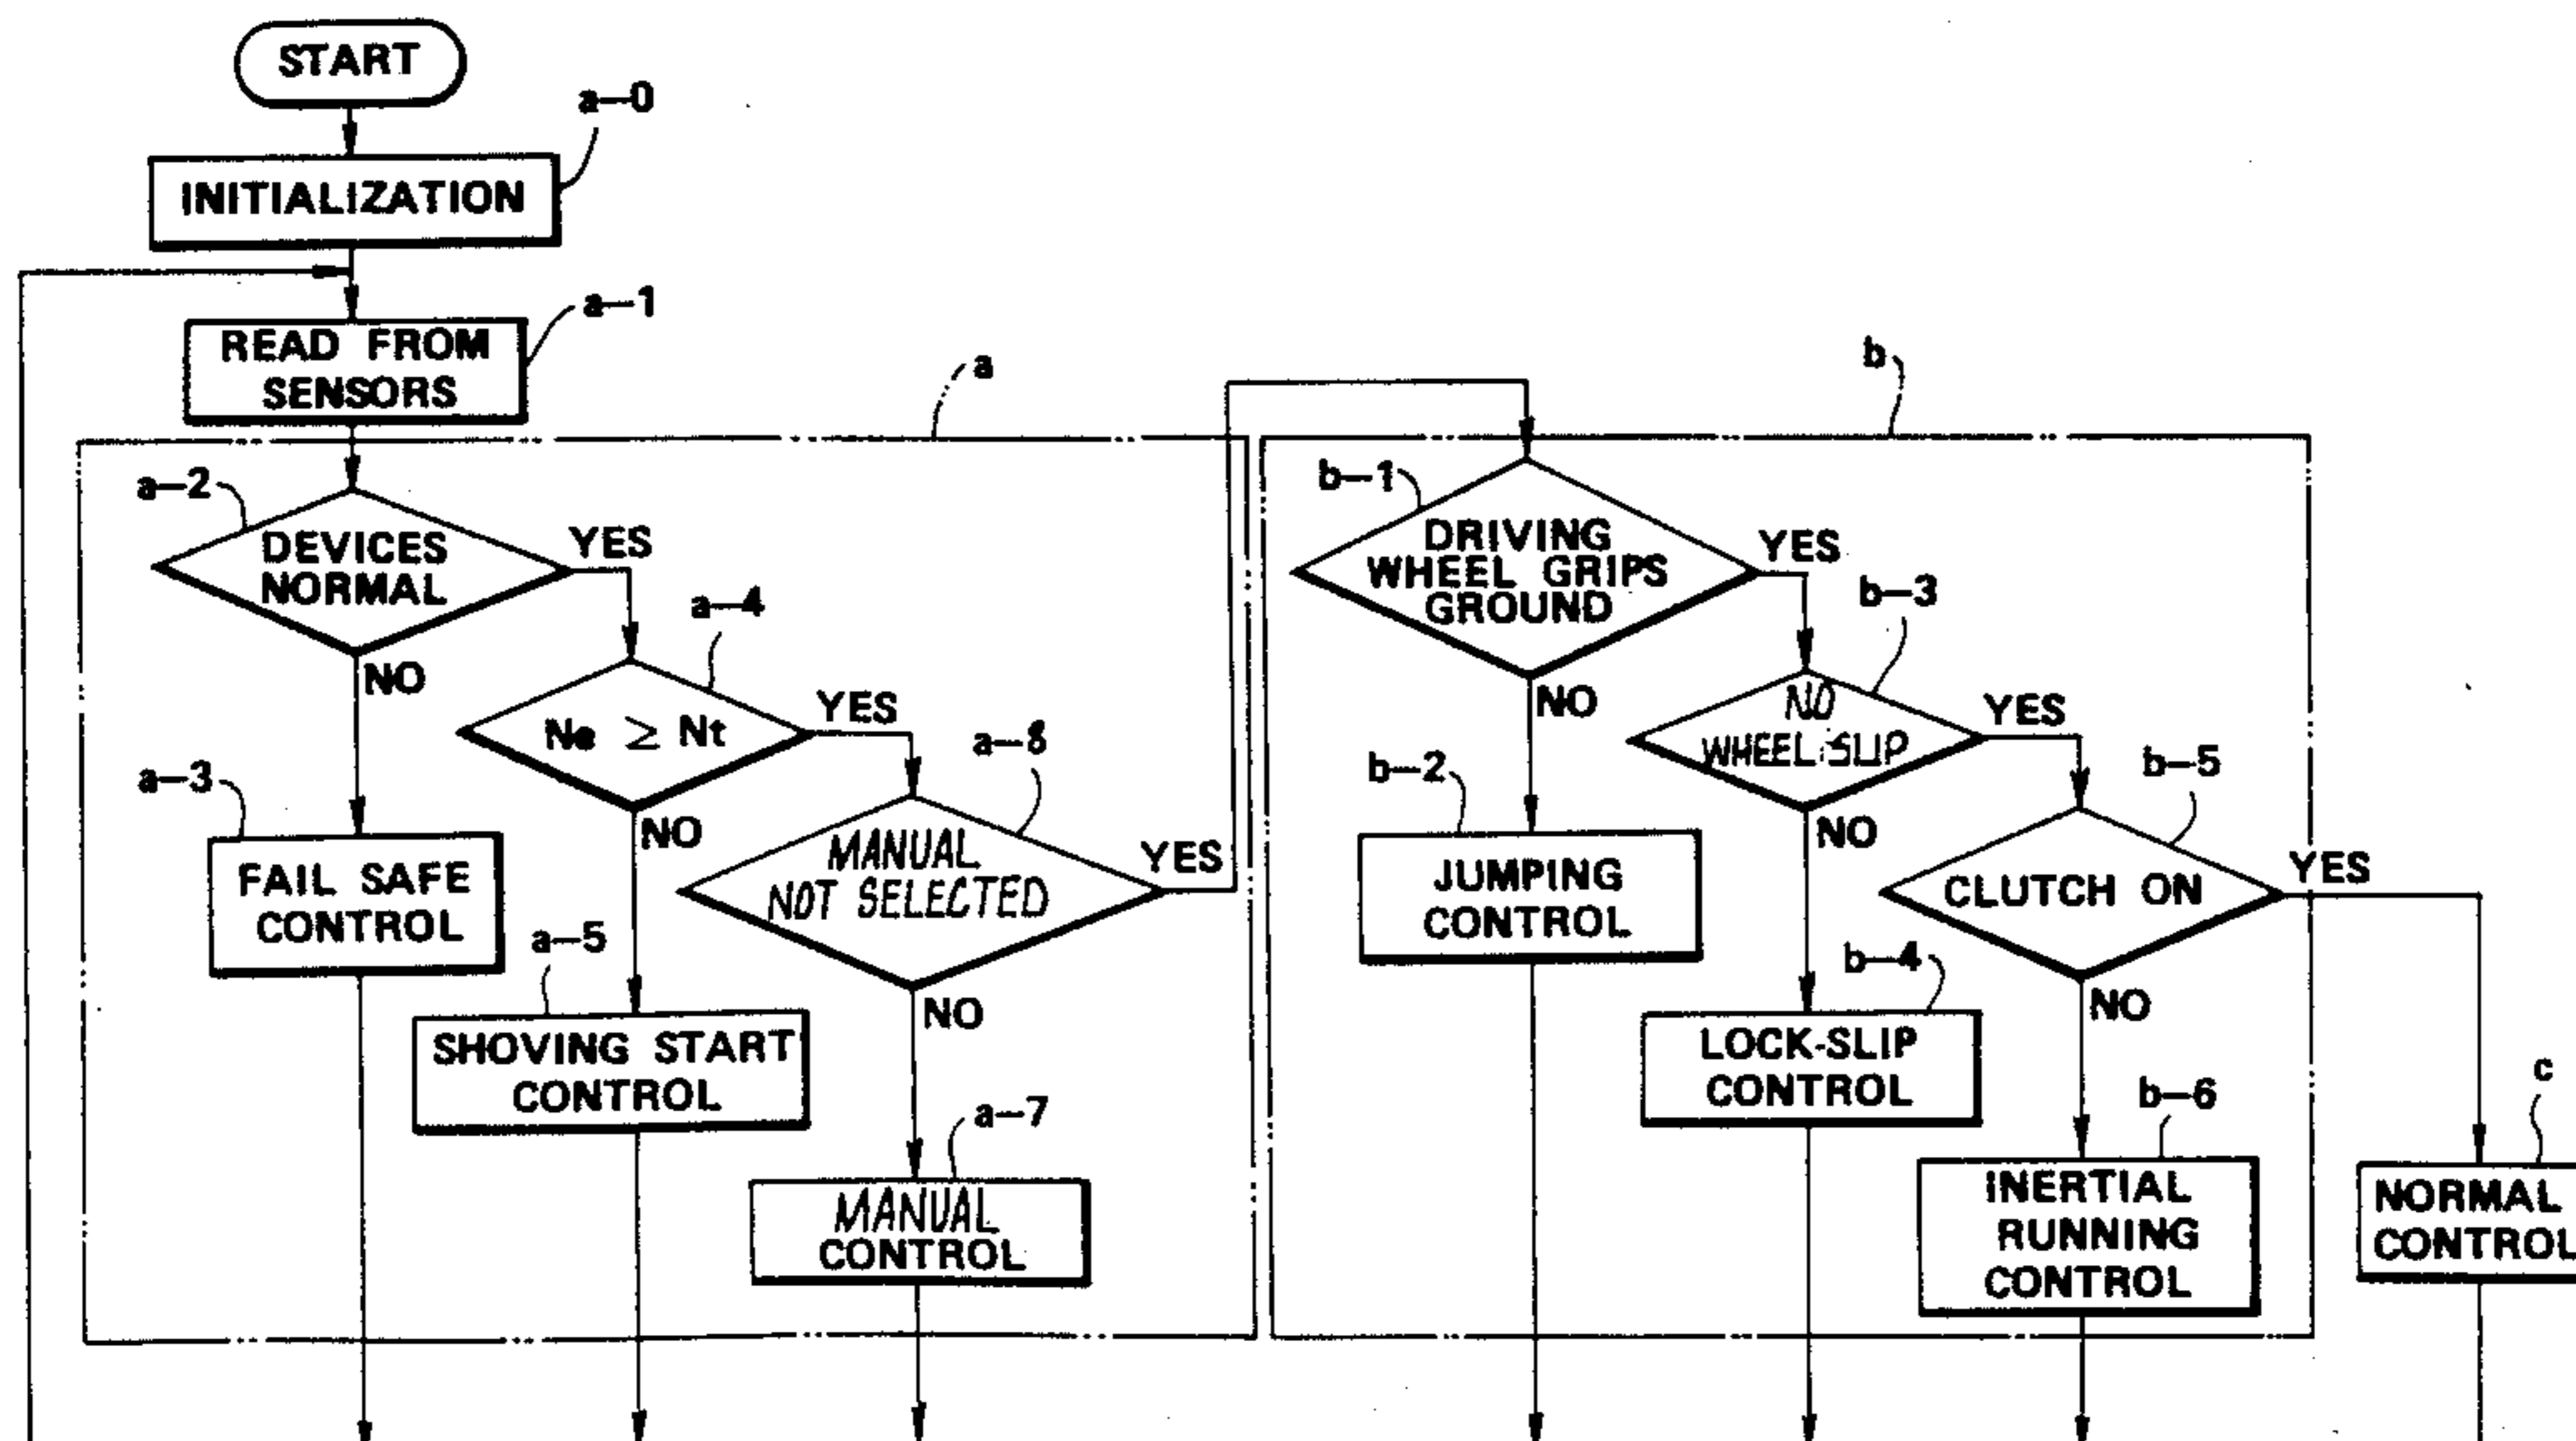 START
a-0
INITIALIZATION
a-1
READ FROM
SENSORS
a
b
a-2
DEVICES
NORMAL
YES
NO
a-3
FAIL SAFE
CONTROL
a-4
Ne ≥ Nt
YES
NO
a-5
SHOVING START
CONTROL
MANUAL
NOT SELECTED
YES
NO
a-7
MANUAL
CONTROL
b-1
DRIVING
WHEEL GRIPS
GROUND
YES
NO
b-2
JUMPING
CONTROL
b-3
NO
WHEEL SLIP
YES
NO
b-4
LOCK-SLIP
CONTROL
b-5
CLUTCH ON
YES
NO
b-6
INERTIAL
RUNNING
CONTROL
c
NORMAL
CONTROL